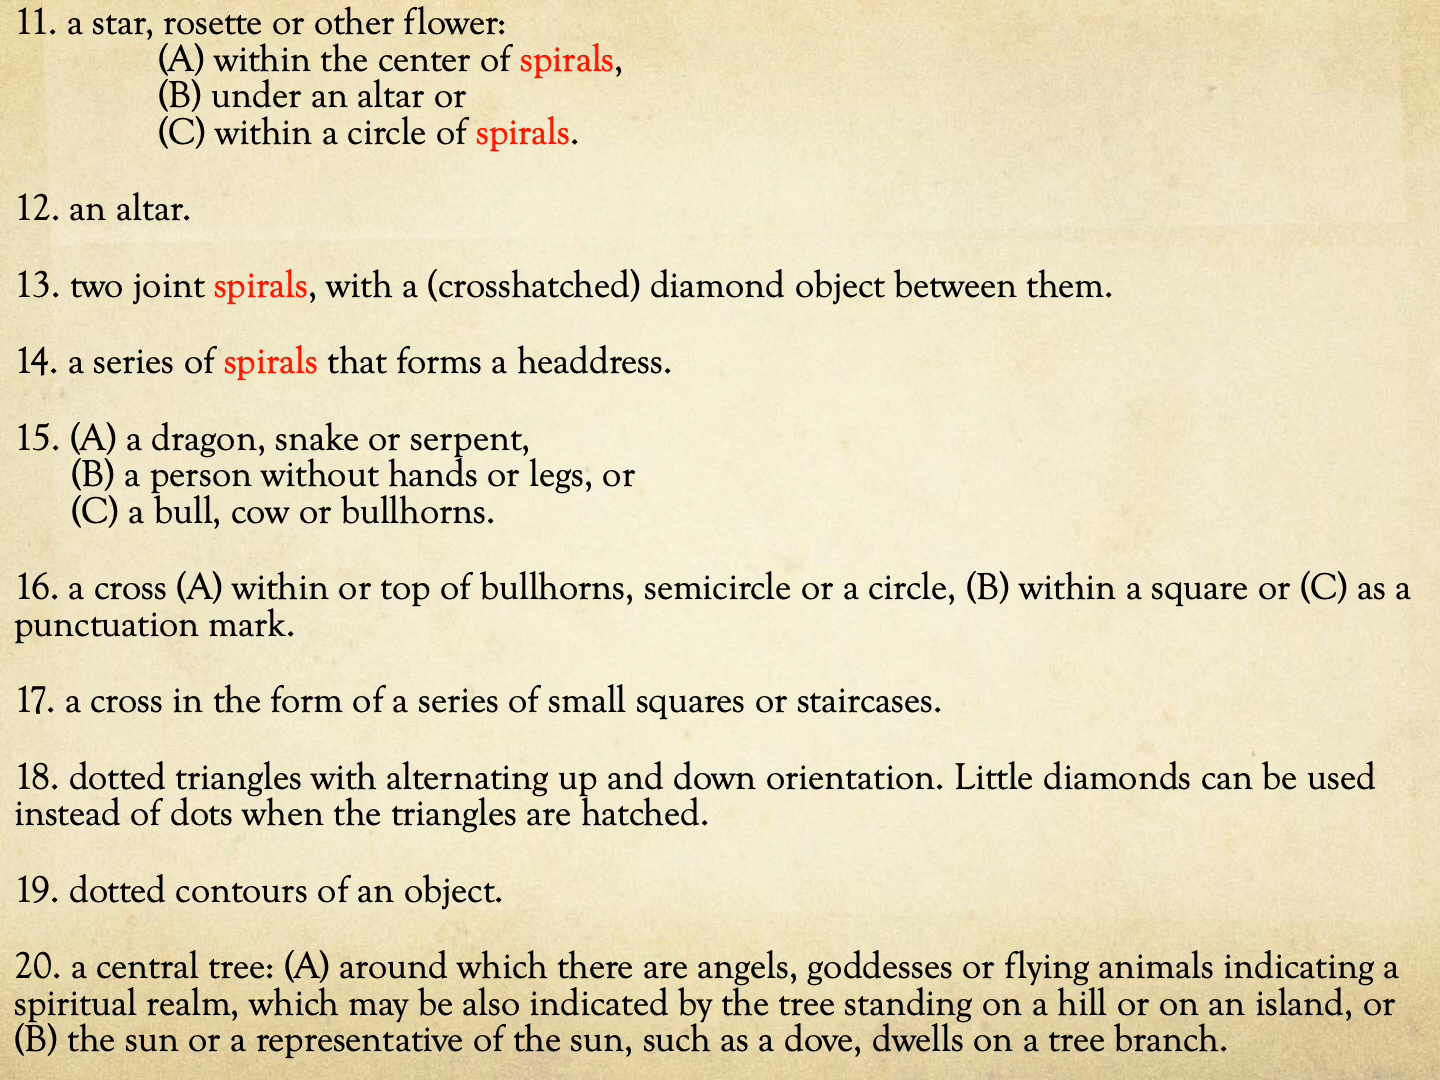 11. a star, rosette or other flower:
(A) within the center of spirals,
(B) under an altar or
(C) within a circle of spirals.
12. an altar.
13. two joint spirals, with a (crosshatched) diamond object between them.
14. a series of spirals that forms a headdress.
15. (A) a dragon, snake or serpent,
(B) a person without hands or legs, or
(C) a bull, cow or bullhorns.
16. a cross (A) within or top of bullhorns, semicircle or a circle, (B) within a square or (C) as a
punctuation mark.
17. a cross in the form of a series of small squares or staircases.
18. dotted triangles with alternating up and down orientation. Little diamonds can be used
instead of dots when the triangles are hatched.
19. dotted contours of an object.
20. a central tree: (A) around which there are angels, goddesses or flying animals indicating a
spiritual realm, which may be also indicated by the tree standing on a hill or on an island, or
(B) the sun or a representative of the sun, such as a dove, dwells on a tree branch.